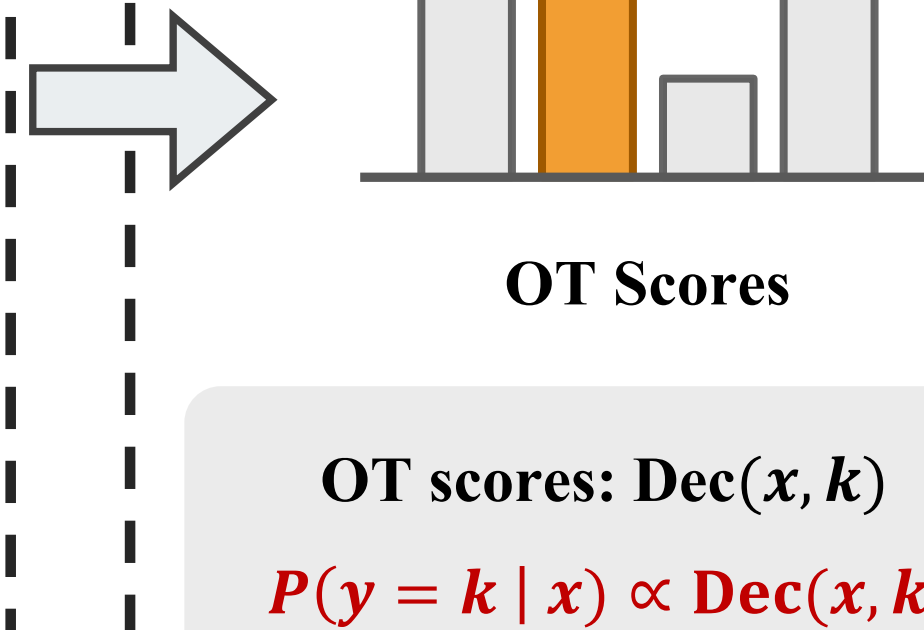 OT Scores
OT scores: Dec(x, k)
P(y = k | x) ∝ Dec(x, k